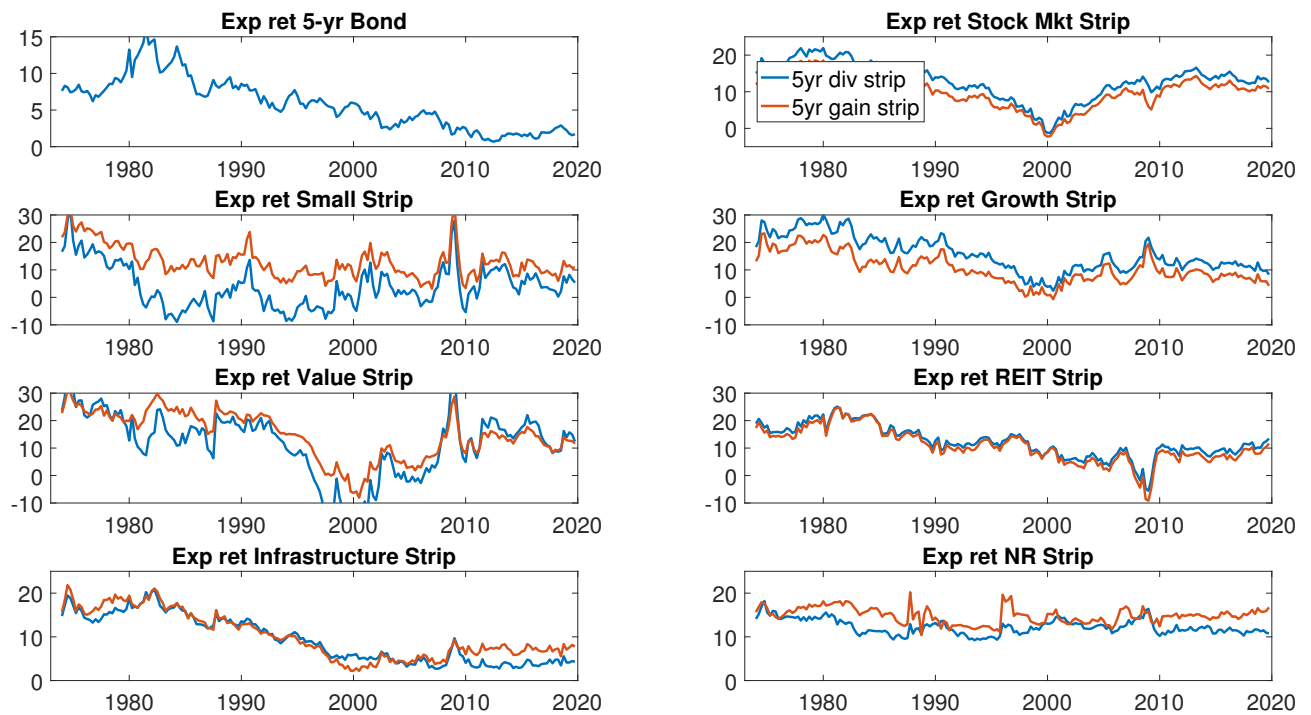 Exp ret 5-yr Bond
15
10
5
0
1980 1990 2000 2010 2020
Exp ret Stock Mkt Strip
20
10
0
5yr div strip
5yr gain strip
1980 1990 2000 2010 2020
Exp ret Small Strip
30
20
10
0
-10
1980 1990 2000 2010 2020
Exp ret Growth Strip
30
20
10
0
-10
1980 1990 2000 2010 2020
Exp ret Value Strip
30
20
10
0
-10
1980 1990 2000 2010 2020
Exp ret REIT Strip
30
20
10
0
-10
1980 1990 2000 2010 2020
Exp ret Infrastructure Strip
20
10
0
1980 1990 2000 2010 2020
Exp ret NR Strip
20
10
0
1980 1990 2000 2010 2020